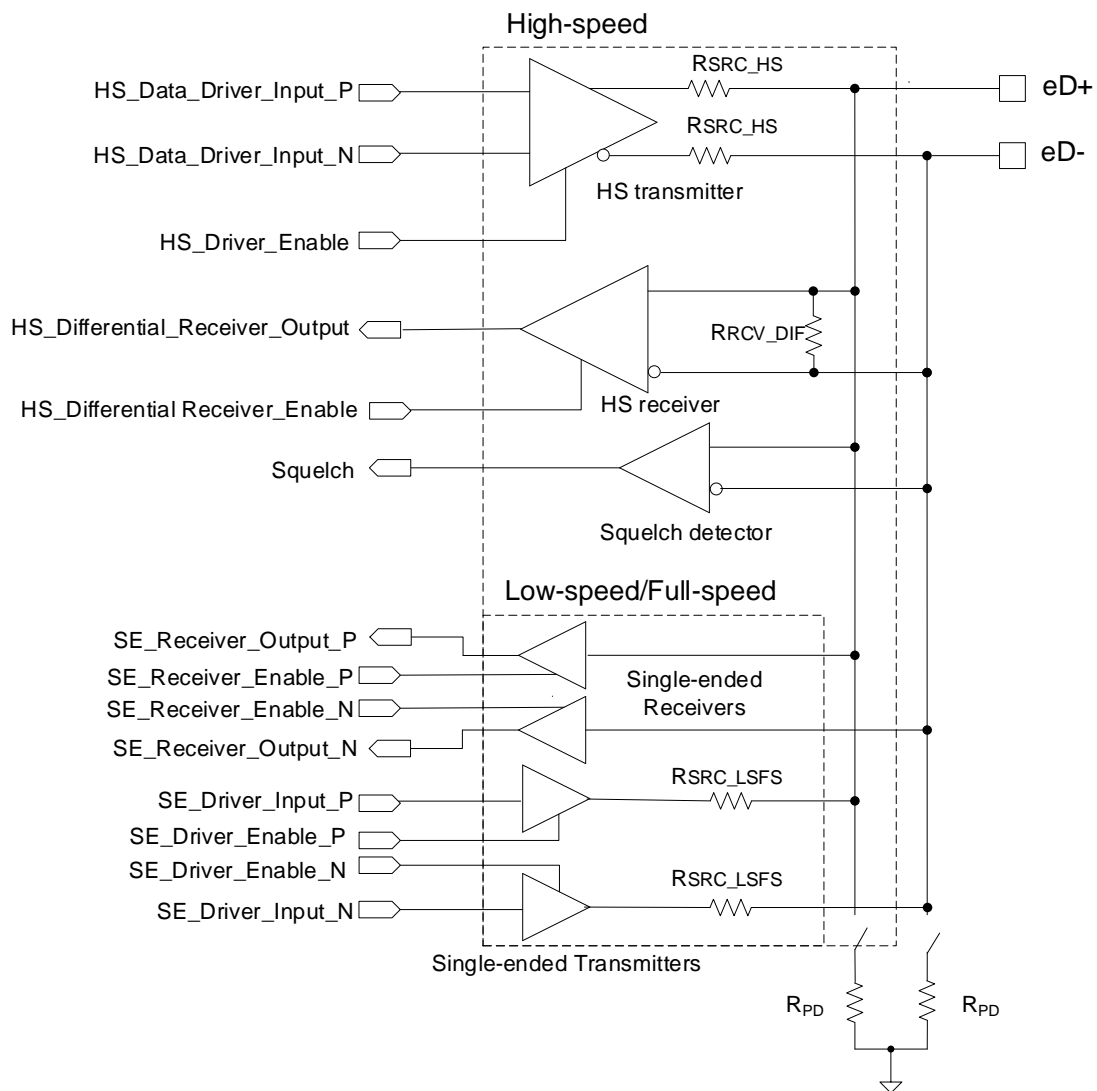 High-speed
RSRC_HS
HS_Data_Driver_Input_P
eD+
RSRC_HS
HS_Data_Driver_Input_N
eD-
HS transmitter
HS_Driver_Enable
HS_Differential_Receiver_Output
RRCV_DIF
HS_Differential Receiver_Enable
HS receiver
Squelch
Squelch detector
Low-speed/Full-speed
SE_Receiver_Output_P
SE_Receiver_Enable_P
Single-ended
Receivers
SE_Receiver_Enable_N
SE_Receiver_Output_N
RSRC_LSFS
SE_Driver_Input_P
SE_Driver_Enable_P
SE_Driver_Enable_N
RSRC_LSFS
SE_Driver_Input_N
Single-ended Transmitters
RPD
RPD